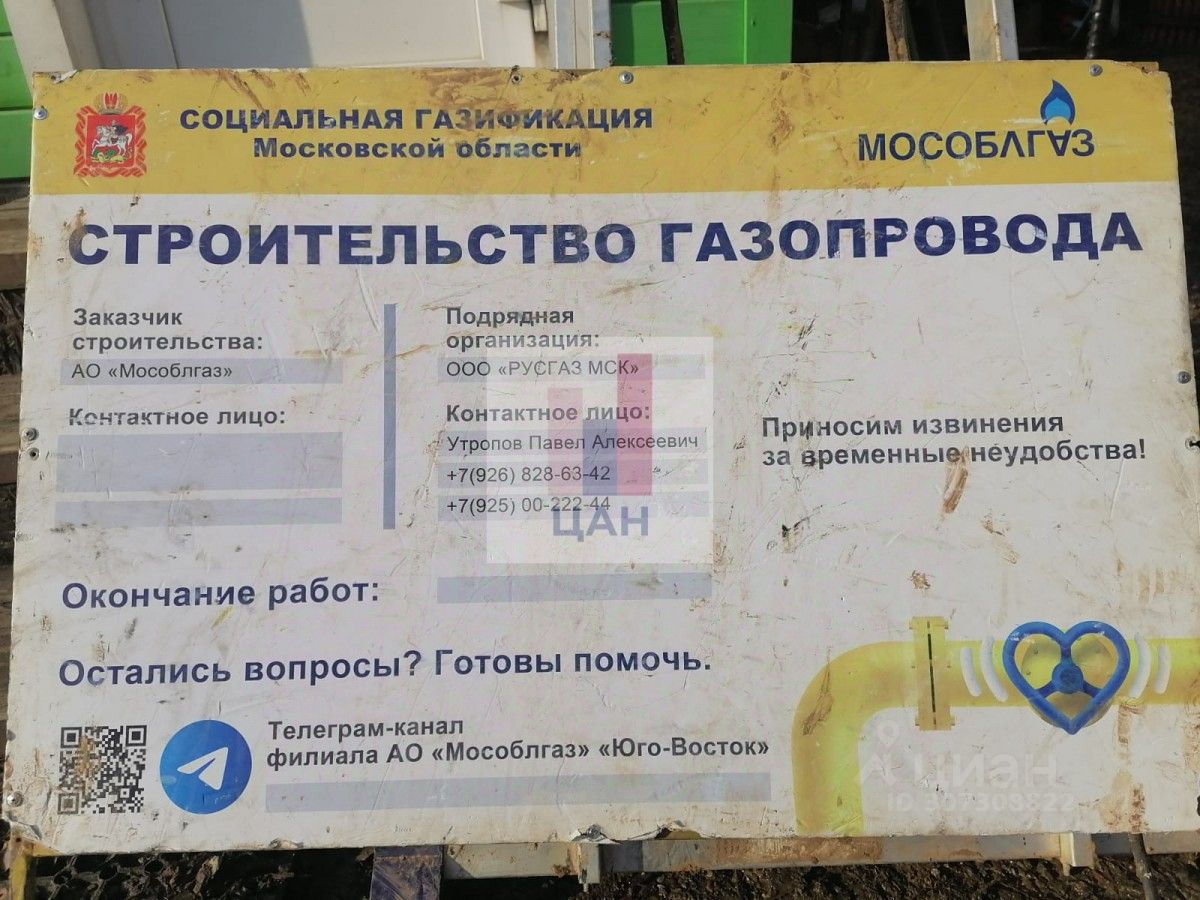 СОЦИАЛЬНАЯ ГАЗИФИКАЦИЯ
Московской области
МОСОБЛГАЗ
СТРОИТЕЛЬСТВО ГАЗОПРОВОДА
Заказчик
строительства:
АО «Мособлгаз»
Контактное лицо:
Подрядная
организация:
ООО «РУСГАЗ МСК»
Контактное лицо:
Утропов Павел Алексеевич
+7(926) 828-63-42
+7(925) 00-222-44
ЦАН
Приносим извинения
за временные неудобства!
Окончание работ:
Остались вопросы? Готовы помочь.
Телеграм-канал
филиала АО «Мособлгаз» «Юго-Восток»
циан
ID 307308822